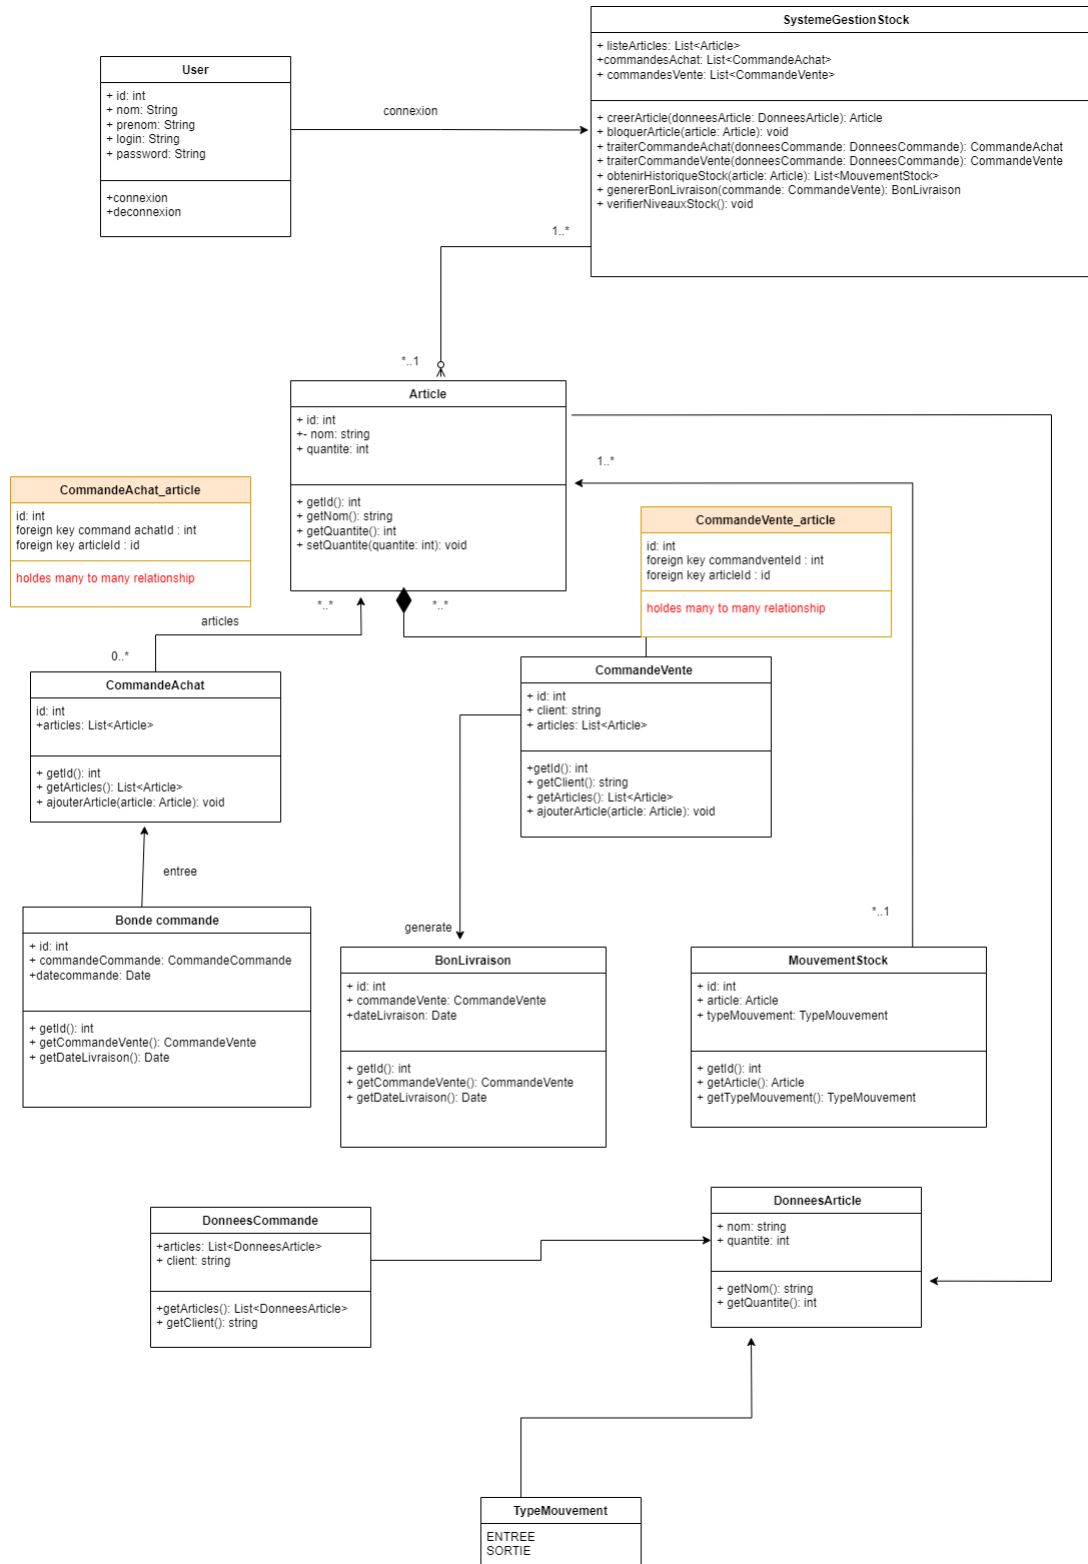 SystemeGestionStock
+ listeArticles: List<Article>
+commandesAchat: List<CommandeAchat>
+ commandesVente: List<CommandeVente>
+ creerArticle(donneesArticle: DonneesArticle): Article
+ bloquerArticle(article: Article): void
+ traiterCommandeAchat(donneesCommande: DonneesCommande): CommandeAchat
+ traiterCommandeVente(donneesCommande: DonneesCommande): CommandeVente
+ obtenirHistoriqueStock(article: Article): List<MouvementStock>
+ genererBonLivraison(commande: CommandeVente): BonLivraison
+ verifierNiveauxStock(): void
User
+ id: int
+ nom: String
+ prenom: String
+ login: String
+ password: String
+connexion
+deconnexion
connexion
1..*
*..1
Article
+ id: int
+- nom: string
+ quantite: int
+ getId(): int
+ getNom(): string
+ getQuantite(): int
+ setQuantite(quantite: int): void
1..*
CommandeAchat_article
id: int
foreign key command achatId : int
foreign key articleId : id
holdes many to many relationship
CommandeVente_article
id: int
foreign key commandventeId : int
foreign key articleId : id
holdes many to many relationship
*..*
*..*
articles
0..*
CommandeAchat
id: int
+articles: List<Article>
+ getId(): int
+ getArticles(): List<Article>
+ ajouterArticle(article: Article): void
CommandeVente
+ id: int
+ client: string
+ articles: List<Article>
+getId(): int
+ getClient(): string
+ getArticles(): List<Article>
+ ajouterArticle(article: Article): void
entree
Bonde commande
+ id: int
+ commandeCommande: CommandeCommande
+datecommande: Date
+ getId(): int
+ getCommandeVente(): CommandeVente
+ getDateLivraison(): Date
generate
BonLivraison
+ id: int
+ commandeVente: CommandeVente
+dateLivraison: Date
+ getId(): int
+ getCommandeVente(): CommandeVente
+ getDateLivraison(): Date
*..1
MouvementStock
+ id: int
+ article: Article
+ typeMouvement: TypeMouvement
+ getId(): int
+ getArticle(): Article
+ getTypeMouvement(): TypeMouvement
DonneesCommande
+articles: List<DonneesArticle>
+ client: string
+getArticles(): List<DonneesArticle>
+ getClient(): string
DonneesArticle
+ nom: string
+ quantite: int
+ getNom(): string
+ getQuantite(): int
TypeMouvement
ENTREE
SORTIE